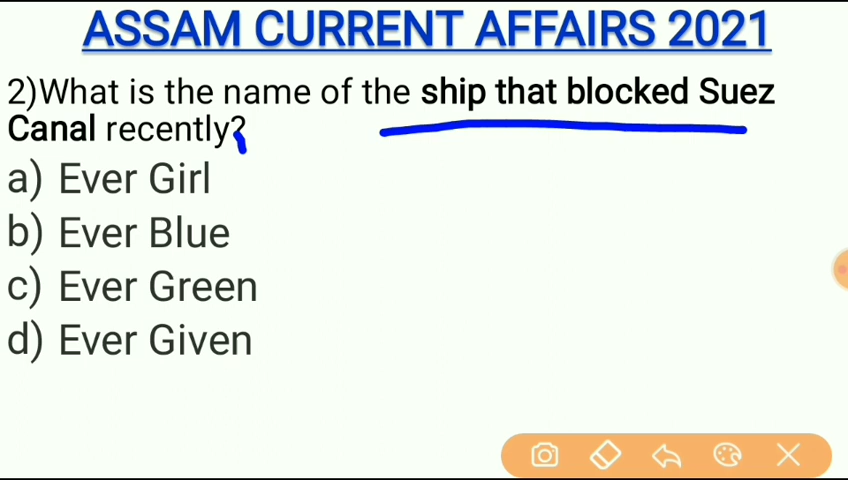 ASSAM CURRENT AFFAIRS 2021
2)What is the name of the ship that blocked Suez
Canal recently?
a) Ever Girl
b) Ever Blue
c) Ever Green
d) Ever Given